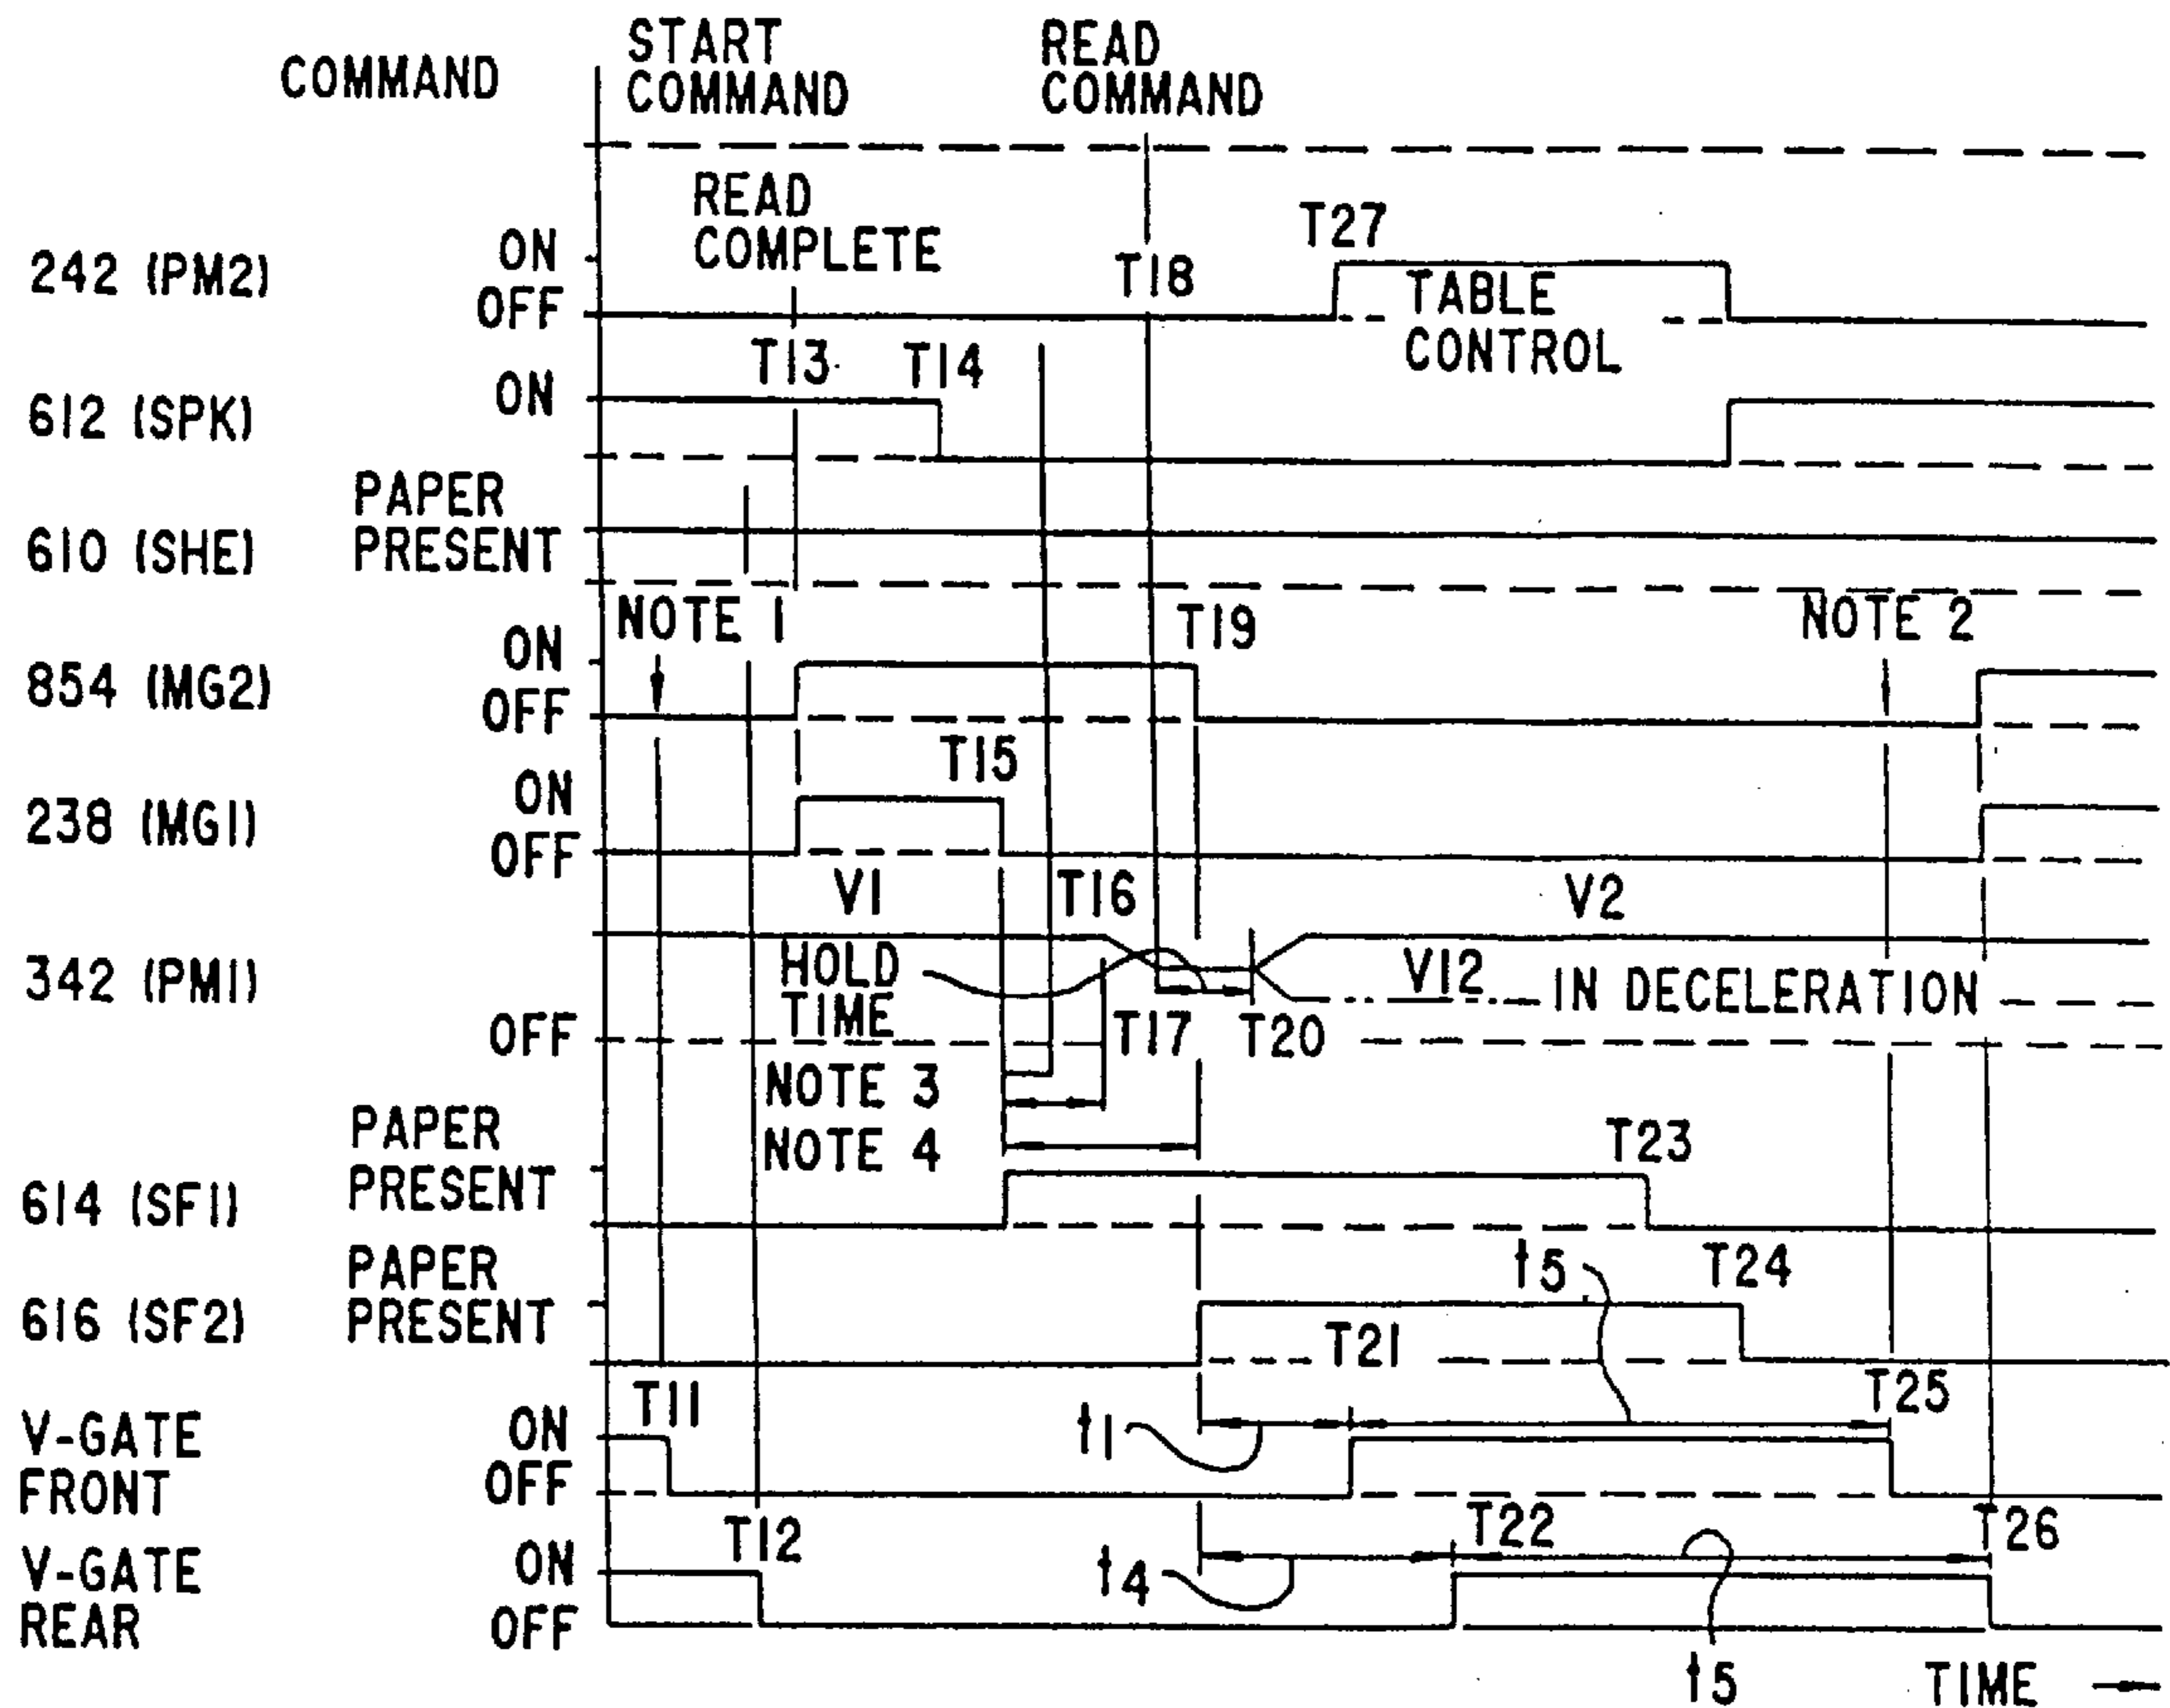 COMMAND
START
COMMAND
READ
COMMAND
READ
COMPLETE
242 (PM2)
ON
OFF
T18
T27
TABLE
CONTROL
T13
T14
612 (SPK)
ON
610 (SHE)
PAPER
PRESENT
NOTE 1
T19
NOTE 2
854 (MG2)
ON
OFF
T15
238 (MG1)
ON
OFF
V1
T16
V2
342 (PM1)
HOLD
TIME
V12
IN DECELERATION
OFF
T17
T20
NOTE 3
NOTE 4
614 (SF1)
PAPER
PRESENT
T23
616 (SF2)
PAPER
PRESENT
t5
T24
T21
T11
T25
V-GATE
FRONT
ON
OFF
t1
T12
T22
T26
V-GATE
REAR
ON
OFF
t4
t5
TIME